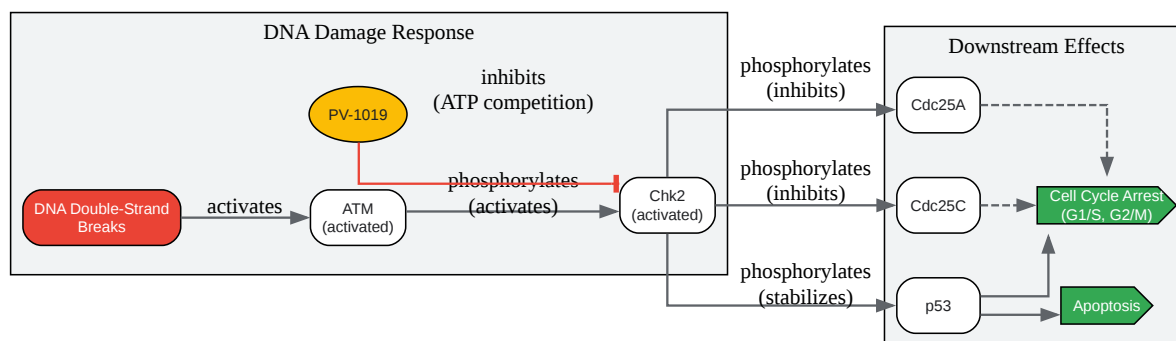 DNA Damage Response
Downstream Effects
inhibits
(ATP competition)
PV-1019
phosphorylates
(inhibits)
Cdc25A
DNA Double-Strand
Breaks
activates
ATM
(activated)
phosphorylates
(activates)
Chk2
(activated)
phosphorylates
(inhibits)
Cdc25C
Cell Cycle Arrest
(G1/S, G2/M)
phosphorylates
(stabilizes)
p53
Apoptosis